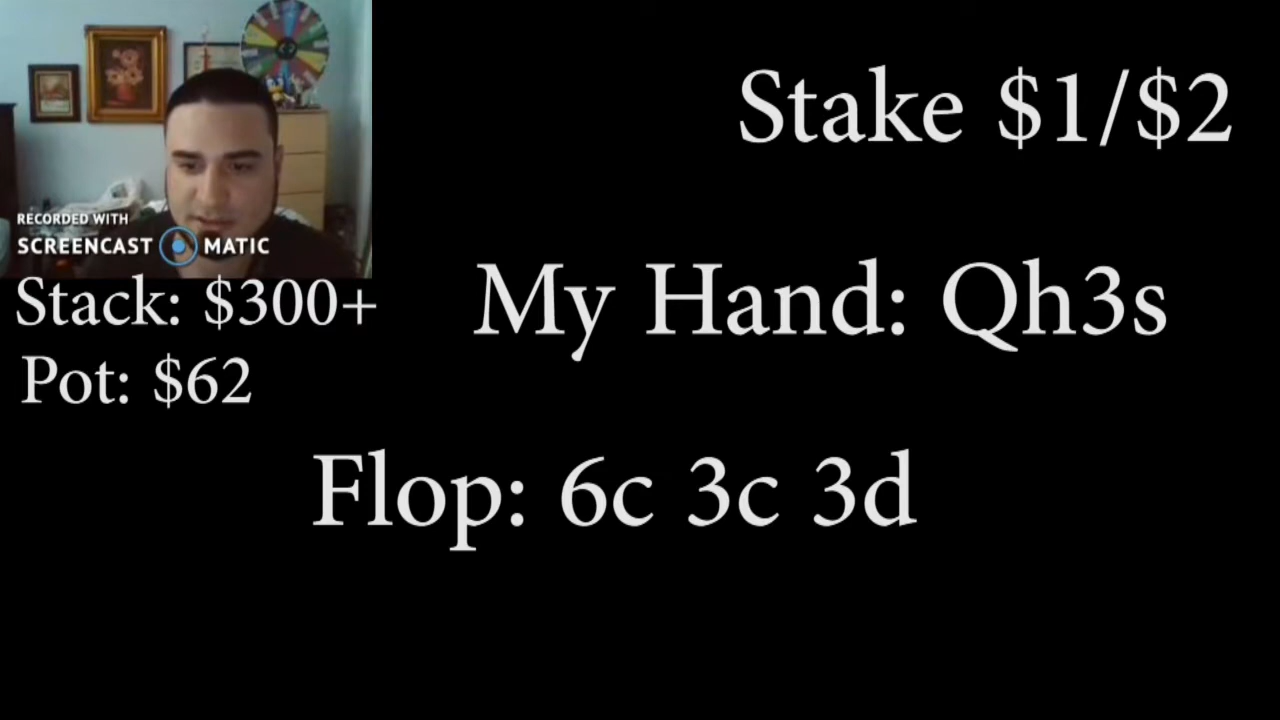 Stake $1/$2
RECORDED WITH
SCREENCAST MATIC
My Hand: Qh3s
Stack: $300+
Pot: $62
Flop: 6c 3c 3d